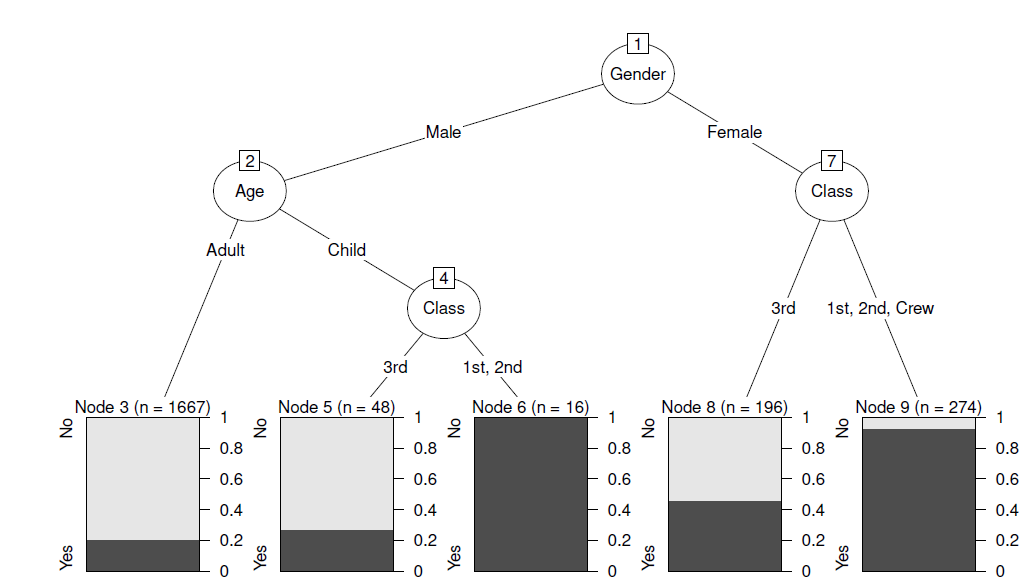 1
Gender
Male
Female
2
Age
7
Class
Adult
Child
4
Class
3rd
1st, 2nd, Crew
3rd
1st, 2nd
Node 3 (n = 1667)
No
Yes
1
0.8
0.6
0.4
0.2
0
Node 5 (n = 48)
No
Yes
1
0.8
0.6
0.4
0.2
0
Node 6 (n = 16)
No
Yes
1
0.8
0.6
0.4
0.2
0
Node 8 (n = 196)
No
Yes
1
0.8
0.6
0.4
0.2
0
Node 9 (n = 274)
No
Yes
1
0.8
0.6
0.4
0.2
0